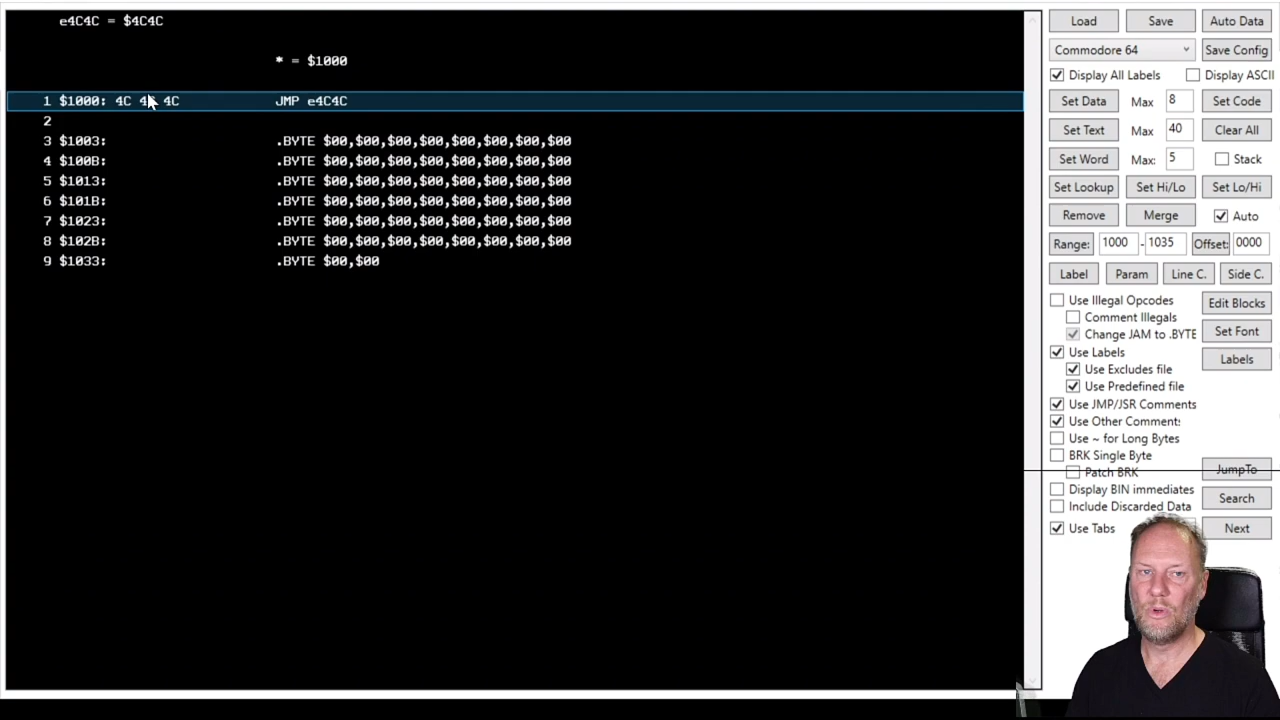 e4C4C = $4C4C
* = $1000
1 $1000: 4C 4C 4C JMP e4C4C
2
3 $1003: .BYTE $00,$00,$00,$00,$00,$00,$00,$00
4 $100B: .BYTE $00,$00,$00,$00,$00,$00,$00,$00
5 $1013: .BYTE $00,$00,$00,$00,$00,$00,$00,$00
6 $101B: .BYTE $00,$00,$00,$00,$00,$00,$00,$00
7 $1023: .BYTE $00,$00,$00,$00,$00,$00,$00,$00
8 $102B: .BYTE $00,$00,$00,$00,$00,$00,$00,$00
9 $1033: .BYTE $00,$00
Load Save Auto Data
Commodore 64 Save Config
Display All Labels Display ASCII
Set Data Max 8 Set Code
Set Text Max 40 Clear All
Set Word Max: 5 Stack
Set Lookup Set Hi/Lo Set Lo/Hi
Remove Merge Auto
Range: 1000 - 1035 Offset: 0000
Label Param Line C. Side C.
Use Illegal Opcodes Edit Blocks
Comment Illegals
Change JAM to .BYTE Set Font
Use Labels Labels
Use Excludes file
Use Predefined file
Use JMP/JSR Comments
Use Other Comments
Use ~ for Long Bytes
BRK Single Byte
Patch BRK JumpTo
Display BIN immediates
Include Discarded Data Search
Use Tabs Next